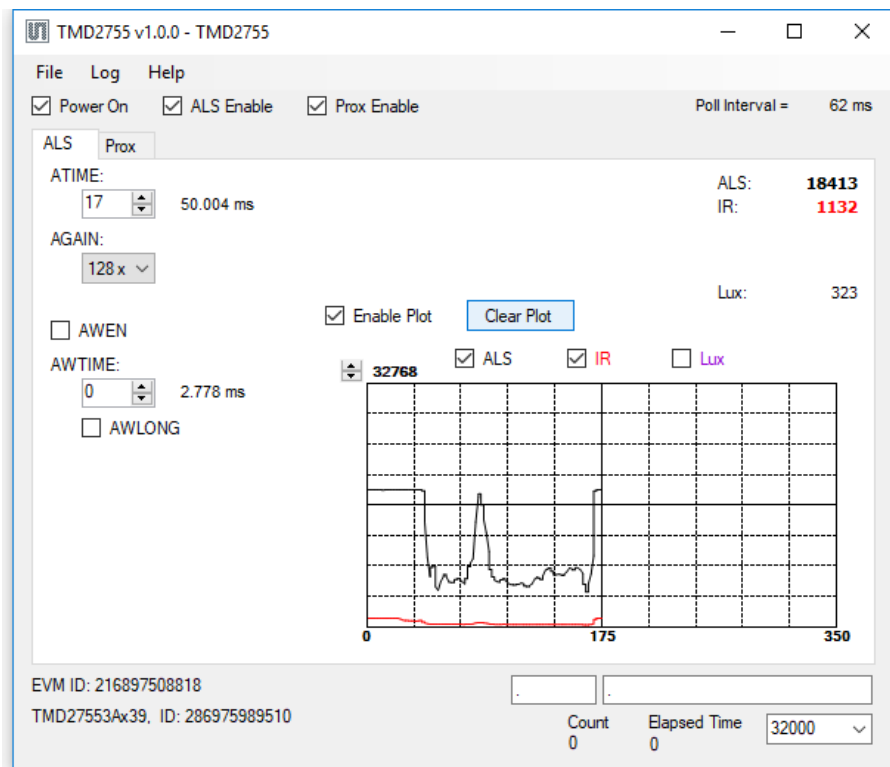 TMD2755 v1.0.0 - TMD2755
File Log Help
Power On ALS Enable Prox Enable Poll Interval = 62 ms
ALS Prox
ATIME:
17 50.004 ms
ALS: 18413
IR: 1132
AGAIN:
128 x
Lux: 323
Enable Plot Clear Plot
AWEN
ALS IR Lux
AWTIME:
0 2.778 ms
32768
AWLONG
0 175 350
EVM ID: 216897508818
. .
TMD27553Ax39, ID: 286975989510
Count Elapsed Time 32000
0 0